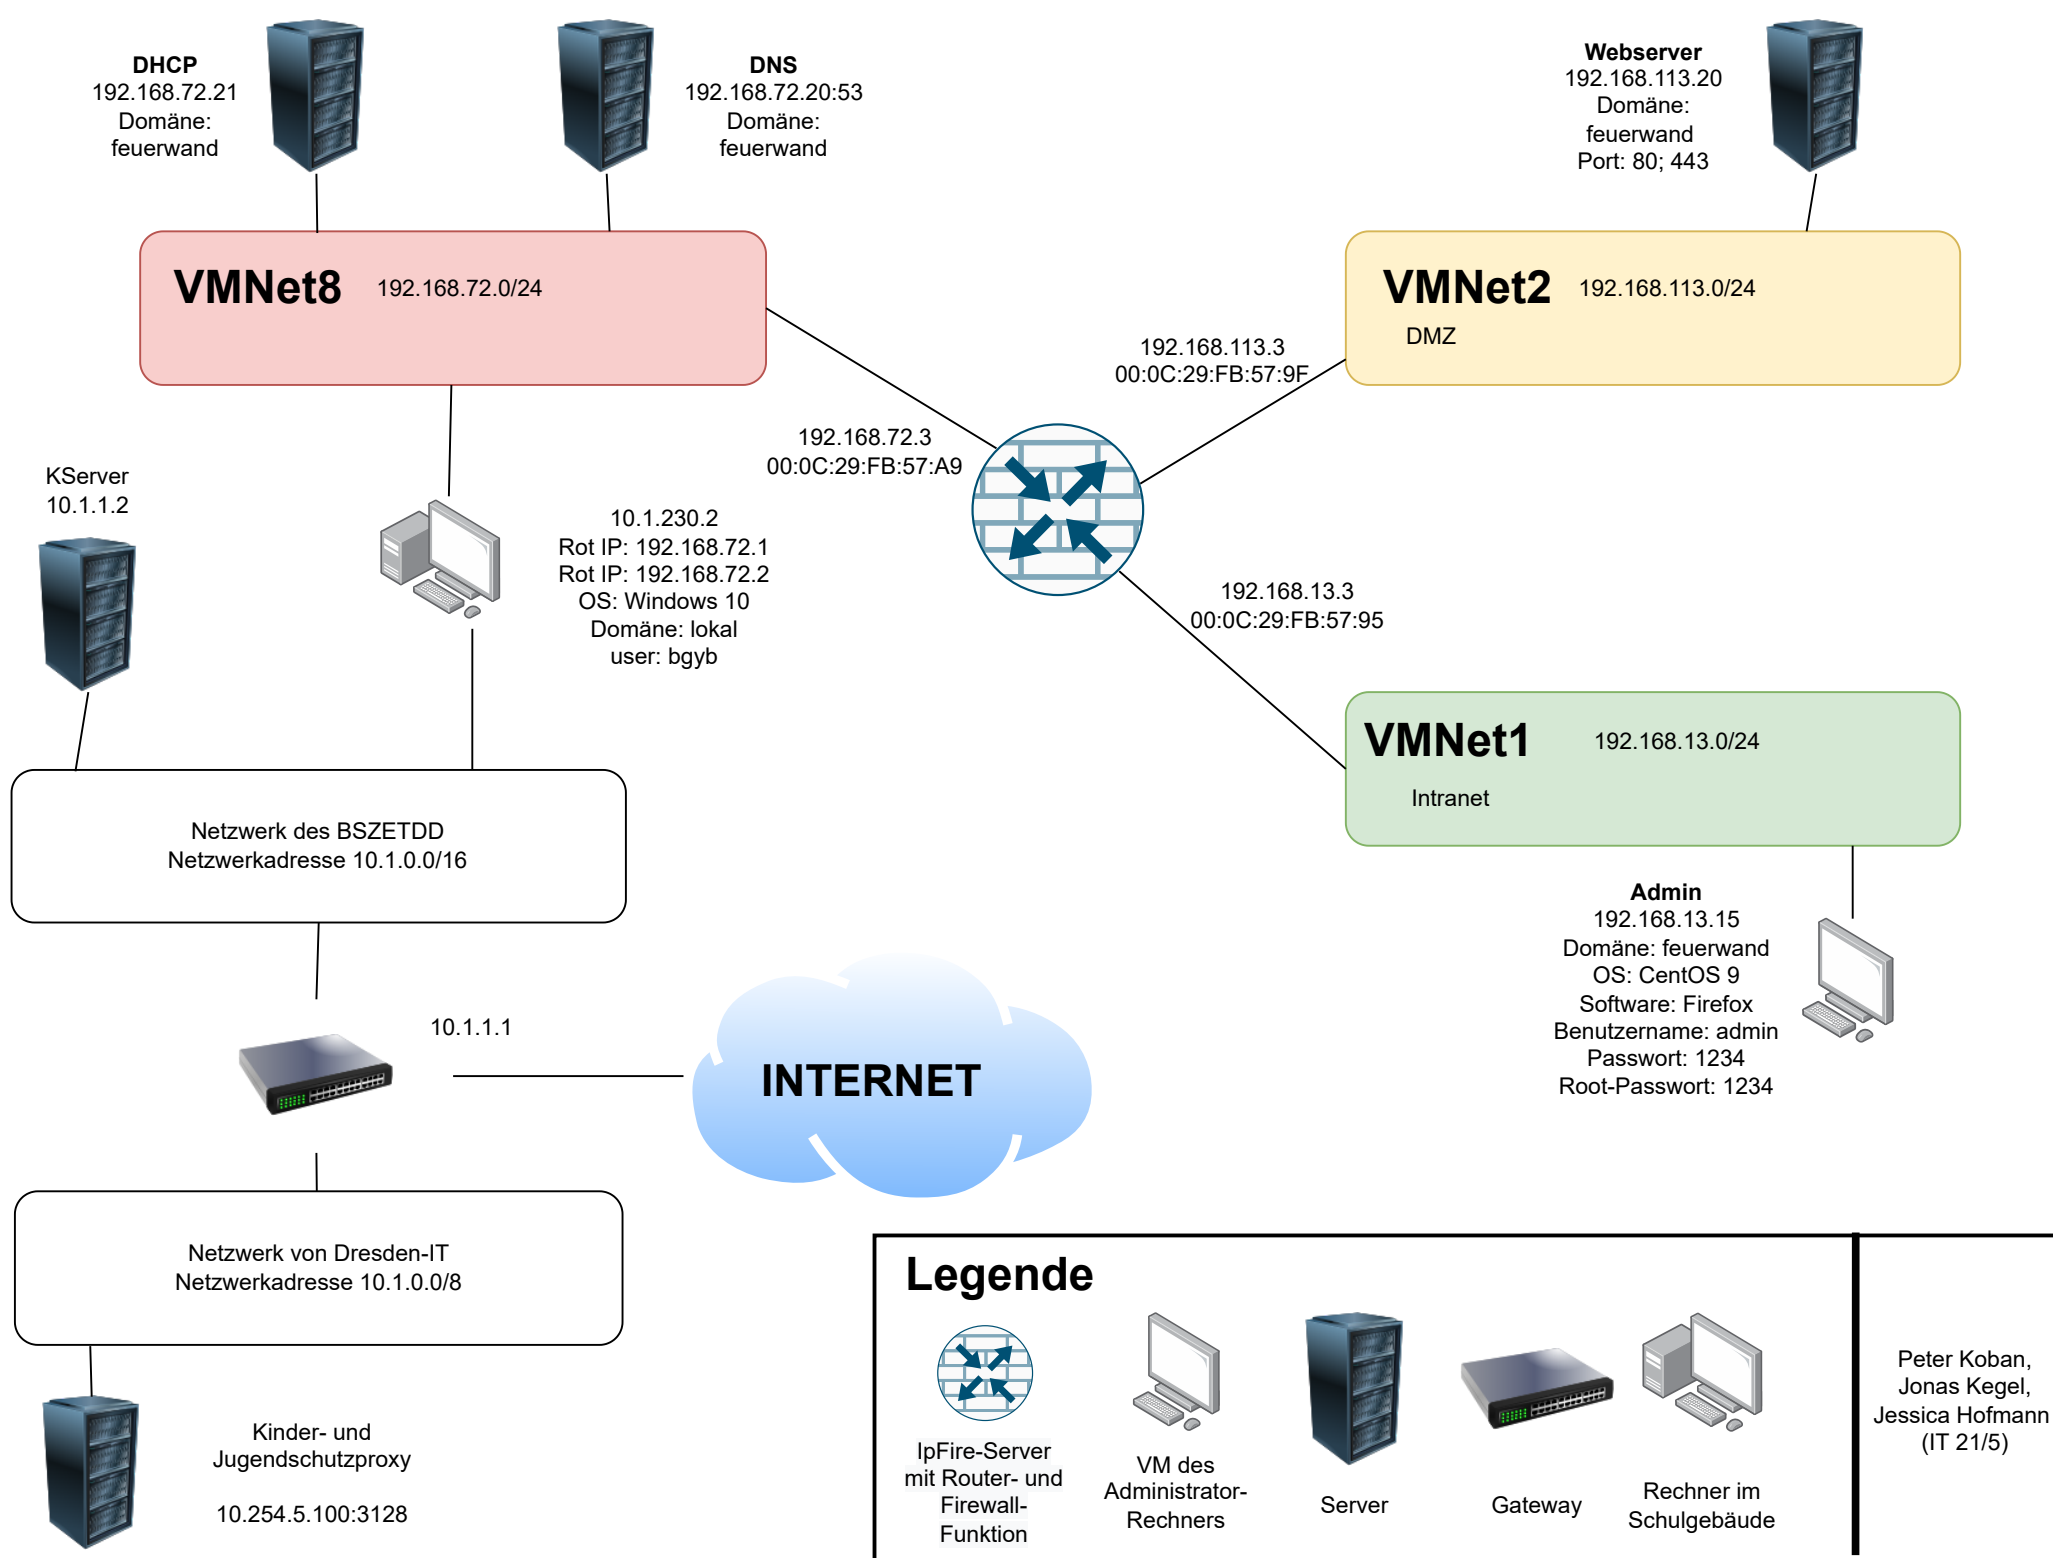 DHCP
192.168.72.21
Domäne:
feuerwand
DNS
192.168.72.20:53
Domäne:
feuerwand
Webserver
192.168.113.20
Domäne:
feuerwand
Port: 80; 443
VMNet8
192.168.72.0/24
VMNet2
192.168.113.0/24
DMZ
192.168.113.3
00:0C:29:FB:57:9F
192.168.72.3
00:0C:29:FB:57:A9
KServer
10.1.1.2
10.1.230.2
Rot IP: 192.168.72.1
Rot IP: 192.168.72.2
OS: Windows 10
Domäne: lokal
user: bgyb
192.168.13.3
00:0C:29:FB:57:95
VMNet1
192.168.13.0/24
Intranet
Netzwerk des BSZETDD
Netzwerkadresse 10.1.0.0/16
Admin
192.168.13.15
Domäne: feuerwand
OS: CentOS 9
Software: Firefox
Benutzername: admin
Passwort: 1234
Root-Passwort: 1234
10.1.1.1
INTERNET
Netzwerk von Dresden-IT
Netzwerkadresse 10.1.0.0/8
Kinder- und
Jugendschutzproxy
10.254.5.100:3128
Legende
IpFire-Server
mit Router- und
Firewall-
Funktion
VM des
Administrator-
Rechners
Server
Gateway
Rechner im
Schulgebäude
Peter Koban,
Jonas Kegel,
Jessica Hofmann
(IT 21/5)